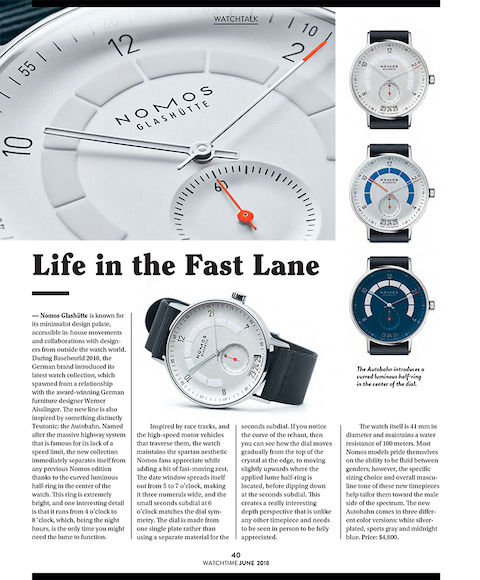 WATCHTALK
55
12
2
10
NOMOS
GLASHÜTTE
60
Life in the Fast Lane
The Autobahn introduces a
curved luminous half-ring
in the center of the dial.
— Nomos Glashütte is known for
its minimalist design palate,
accessible in-house movements
and collaborations with design-
ers from outside the watch world.
During Baselworld 2018, the
German brand introduced its
latest watch collection, which
spawned from a relationship
with the award-winning German
furniture designer Werner
Aisslinger. The new line is also
inspired by something distinctly
Teutonic: the Autobahn. Named
after the massive highway system
that is famous for its lack of a
speed limit, the new collection
immediately separates itself from
any previous Nomos edition
thanks to the curved luminous
half-ring in the center of the
watch. This ring is extremely
bright, and one interesting detail
is that it runs from 4 o'clock to
8 'clock, which, being the night
hours, is the only time you might
need the lume to function.
Inspired by race tracks, and
the high-speed motor vehicles
that traverse them, the watch
maintains the spartan aesthetic
Nomos fans appreciate while
adding a bit of fast-moving zest.
The date window spreads itself
out from 5 to 7 o'clock, making
it three numerals wide, and the
small seconds subdial at 6
o'clock matches the dial sym-
metry. The dial is made from
one single plate rather than
using a separate material for the
seconds subdial. If you notice
the curve of the rehaut, then
you can see how the dial moves
gradually from the top of the
crystal at the edge, to moving
slightly upwards where the
applied lume half-ring is
located, before dipping down
at the seconds subdial. This
creates a really interesting
depth perspective that is unlike
any other timepiece and needs
to be seen in person to be fully
appreciated.
The watch itself is 41 mm in
diameter and maintains a water
resistance of 100 meters. Most
Nomos models pride themselves
on the ability to be fluid between
genders; however, the specific
sizing choice and overall mascu-
line tone of these new timepieces
help tailor them toward the male
side of the spectrum. The new
Autobahn comes in three differ-
ent color versions: white silver-
plated, sports gray and midnight
blue. Price: $4,800.
40
WATCHTIME JUNE 2018